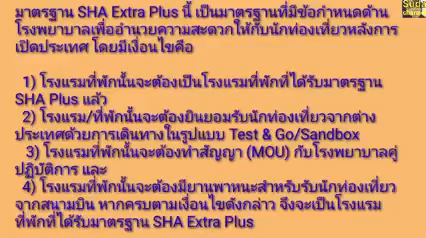 มาตรฐาน SHA Extra Plus นี้ เป็นมาตรฐานที่มีข้อกำหนดด้าน
โรงพยาบาลเพื่ออำนวยความสะดวกให้กับนักท่องเที่ยวหลังการ
เปิดประเทศ โดยมีเงื่อนไขคือ
1) โรงแรมที่พักนั้นจะต้องเป็นโรงแรมที่พักที่ได้รับมาตรฐาน
SHA Plus แล้ว
2) โรงแรม/ที่พักนั้นจะต้องยินยอมรับนักท่องเที่ยวจากต่าง
ประเทศด้วยการเดินทางในรูปแบบ Test & Go/Sandbox
3) โรงแรมที่พักนั้นจะต้องทำสัญญา (MOU) กับโรงพยาบาลคู่
ปฏิบัติการ และ
4) โรงแรมที่พักนั้นจะต้องมียานพาหนะสำหรับรับนักท่องเที่ยว
จากสนามบิน หากครบตามเงื่อนไขดังกล่าว จึงจะเป็นโรงแรม
ที่พักที่ได้รับมาตรฐาน SHA Extra Plus